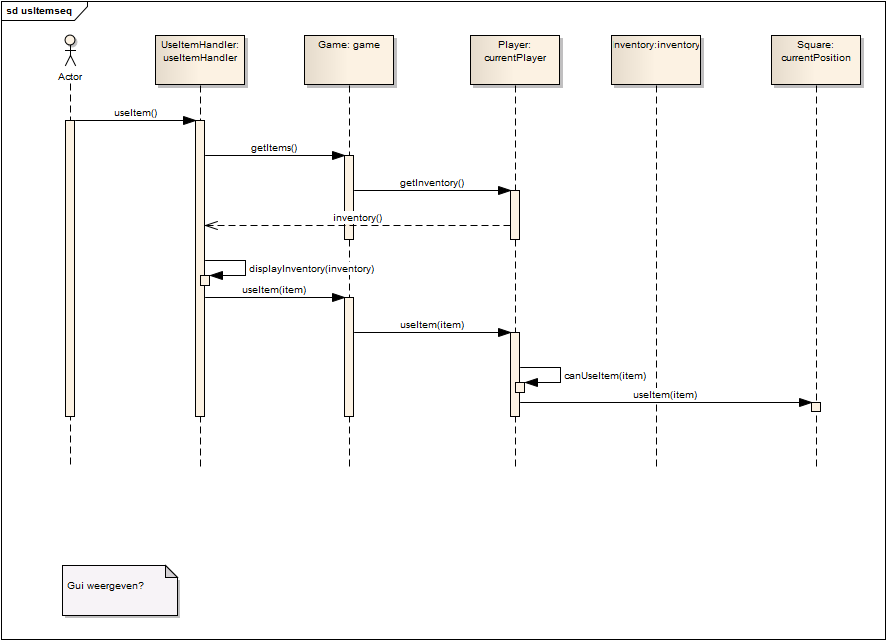 sd usItemseq
Actor
UseItemHandler:
useItemHandler
Game: game
Player:
currentPlayer
nventory:inventory
Square:
currentPosition
useItem()
getItems()
getInventory()
inventory()
displayInventory(inventory)
useItem(item)
useItem(item)
canUseItem(item)
useItem(item)
Gui weergeven?